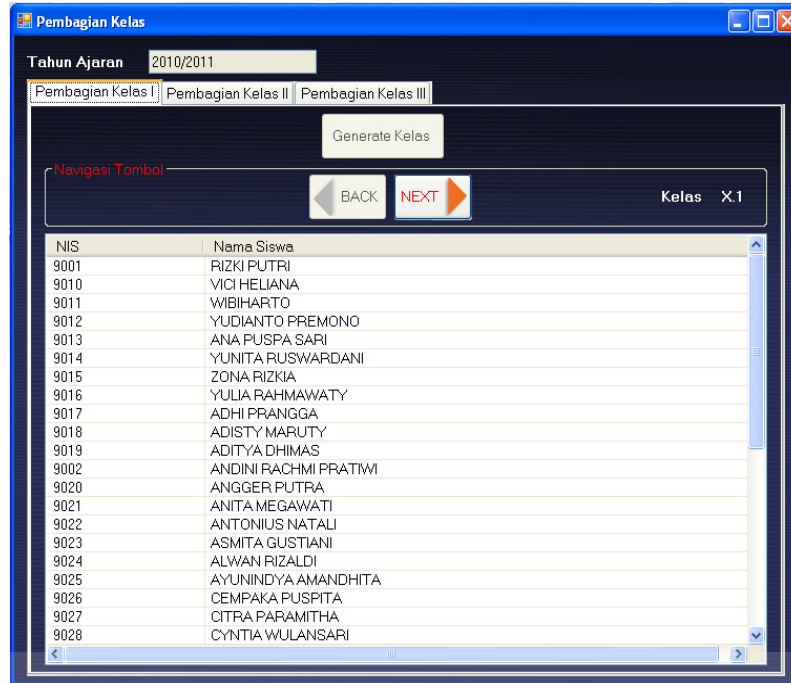 Pembagian Kelas
Tahun Ajaran 2010/2011
Pembagian Kelas I Pembagian Kelas II Pembagian Kelas III
Generate Kelas
Navigasi Tombol
BACK NEXT Kelas X.1
NIS Nama Siswa
9001 RIZKI PUTRI
9010 VICI HELIANA
9011 WIBIHARTO
9012 YUDIANTO PREMONO
9013 ANA PUSPA SARI
9014 YUNITA RUSWARDANI
9015 ZONA RIZKIA
9016 YULIA RAHMAWATY
9017 ADHI PRANGGA
9018 ADISTY MARUTY
9019 ADITYA DHIMAS
9002 ANDINI RACHMI PRATIWI
9020 ANGGER PUTRA
9021 ANITA MEGAWATI
9022 ANTONIUS NATALI
9023 ASMITA GUSTIANI
9024 ALWAN RIZALDI
9025 AYUNINDYA AMANDHITA
9026 CEMPAKA PUSPITA
9027 CITRA PARAMITHA
9028 CYNTIA WULANSARI